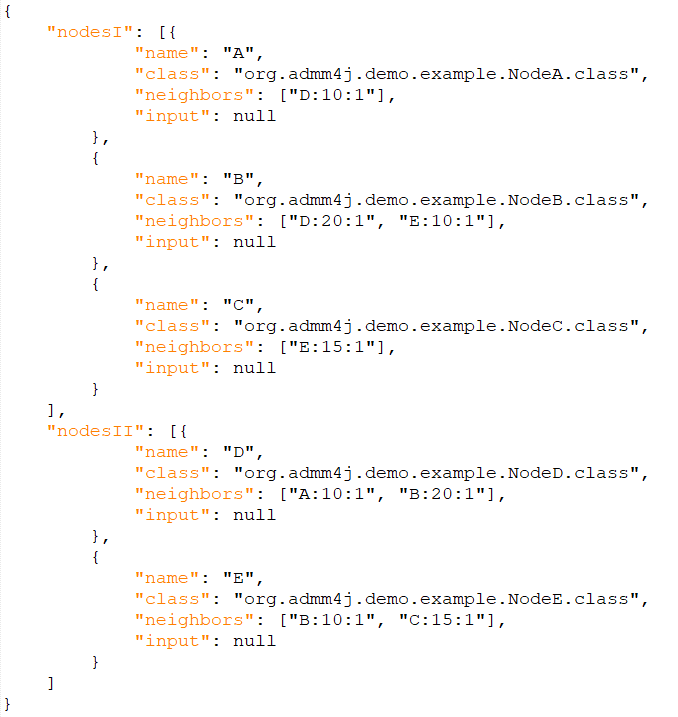 {
    "nodesI": [{
            "name": "A",
            "class": "org.admm4j.demo.example.NodeA.class",
            "neighbors": ["D:10:1"],
            "input": null
        },
        {
            "name": "B",
            "class": "org.admm4j.demo.example.NodeB.class",
            "neighbors": ["D:20:1", "E:10:1"],
            "input": null
        },
        {
            "name": "C",
            "class": "org.admm4j.demo.example.NodeC.class",
            "neighbors": ["E:15:1"],
            "input": null
        }
    ],
    "nodesII": [{
            "name": "D",
            "class": "org.admm4j.demo.example.NodeD.class",
            "neighbors": ["A:10:1", "B:20:1"],
            "input": null
        },
        {
            "name": "E",
            "class": "org.admm4j.demo.example.NodeE.class",
            "neighbors": ["B:10:1", "C:15:1"],
            "input": null
        }
    ]
}